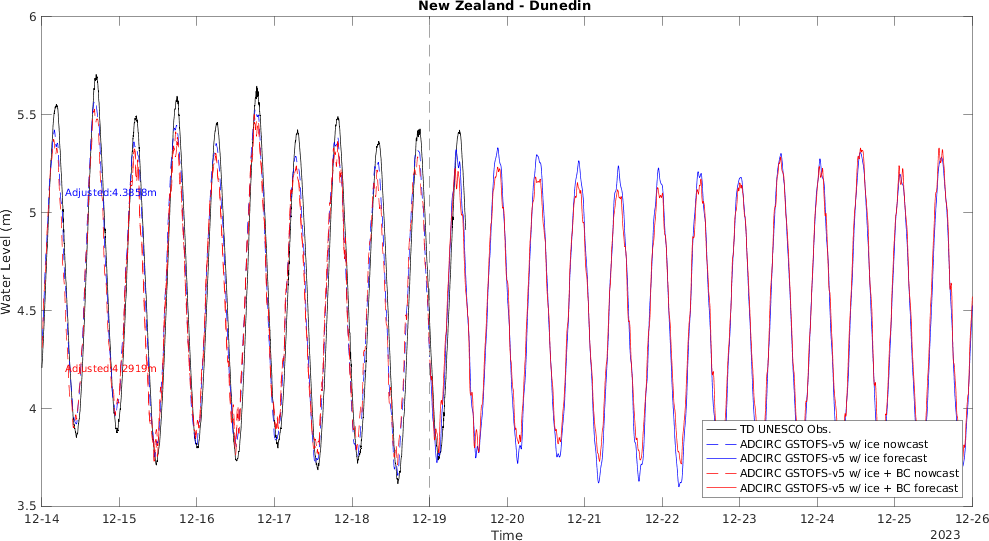 New Zealand - Dunedin
6
5.5
5
4.5
4
3.5
Water Level (m)
Adjusted:4.3858m
Adjusted:4.2919m
TD UNESCO Obs.
ADCIRC GSTOFS-v5 w/ ice nowcast
ADCIRC GSTOFS-v5 w/ ice forecast
ADCIRC GSTOFS-v5 w/ ice + BC nowcast
ADCIRC GSTOFS-v5 w/ ice + BC forecast
12-14 12-15 12-16 12-17 12-18 12-19 12-20 12-21 12-22 12-23 12-24 12-25 12-26
Time
2023